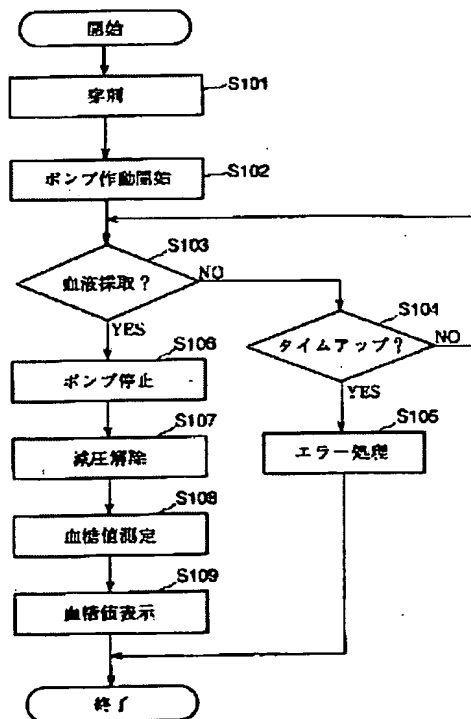 開始
穿刺
S101
ポンプ作動開始
S102
血液採取？
S103
NO
YES
タイムアップ？
S104
NO
YES
エラー処理
S105
ポンプ停止
S106
減圧解除
S107
血糖値測定
S108
血糖値表示
S109
終了